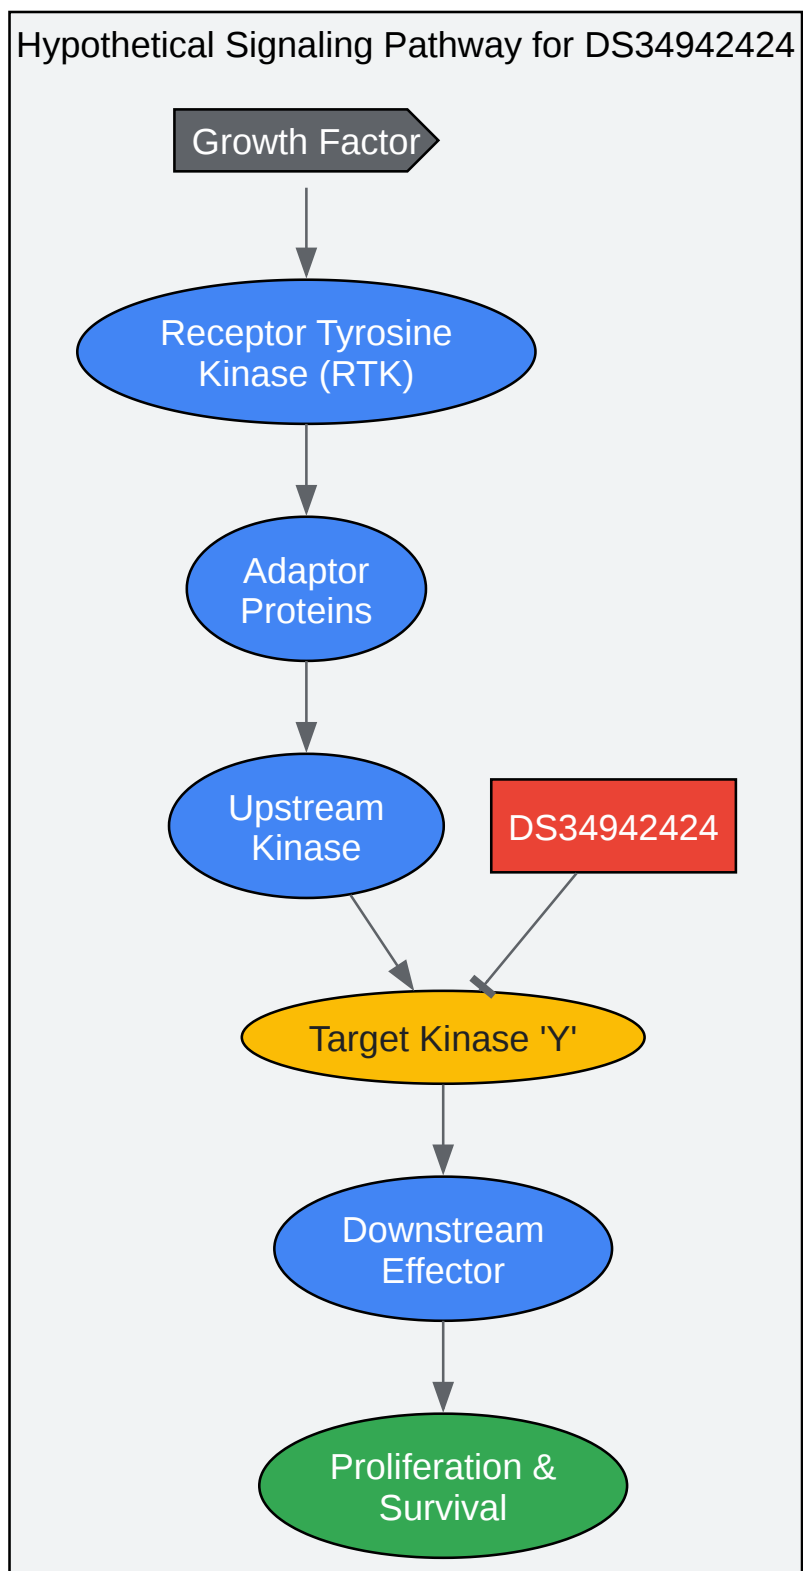 Hypothetical Signaling Pathway for DS34942424
Growth Factor
Receptor Tyrosine
Kinase (RTK)
Adaptor
Proteins
Upstream
Kinase
DS34942424
Target Kinase 'Y'
Downstream
Effector
Proliferation &
Survival